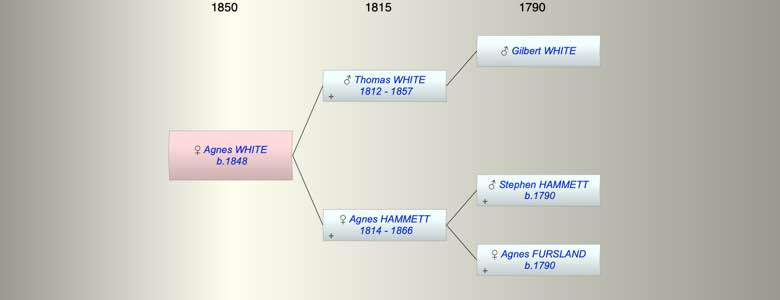 1850
1815
1790
♂ Gilbert WHITE
♂ Thomas WHITE
1812 - 1857
+
♀ Agnes WHITE
b.1848
♂ Stephen HAMMETT
b.1790
+
♀ Agnes HAMMETT
1814 - 1866
+
♀ Agnes FURSLAND
b.1790
+